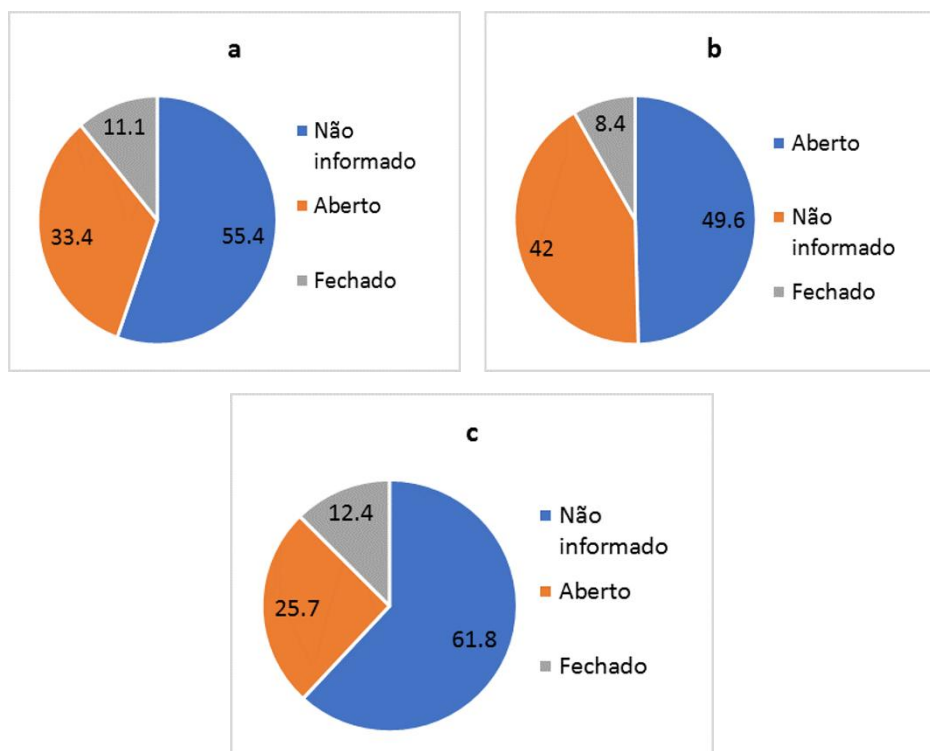 a
11.1
33.4
55.4
Não
informado
Aberto
Fechado
b
8.4
42
49.6
Aberto
Não
informado
Fechado
c
12.4
25.7
61.8
Não
informado
Aberto
Fechado